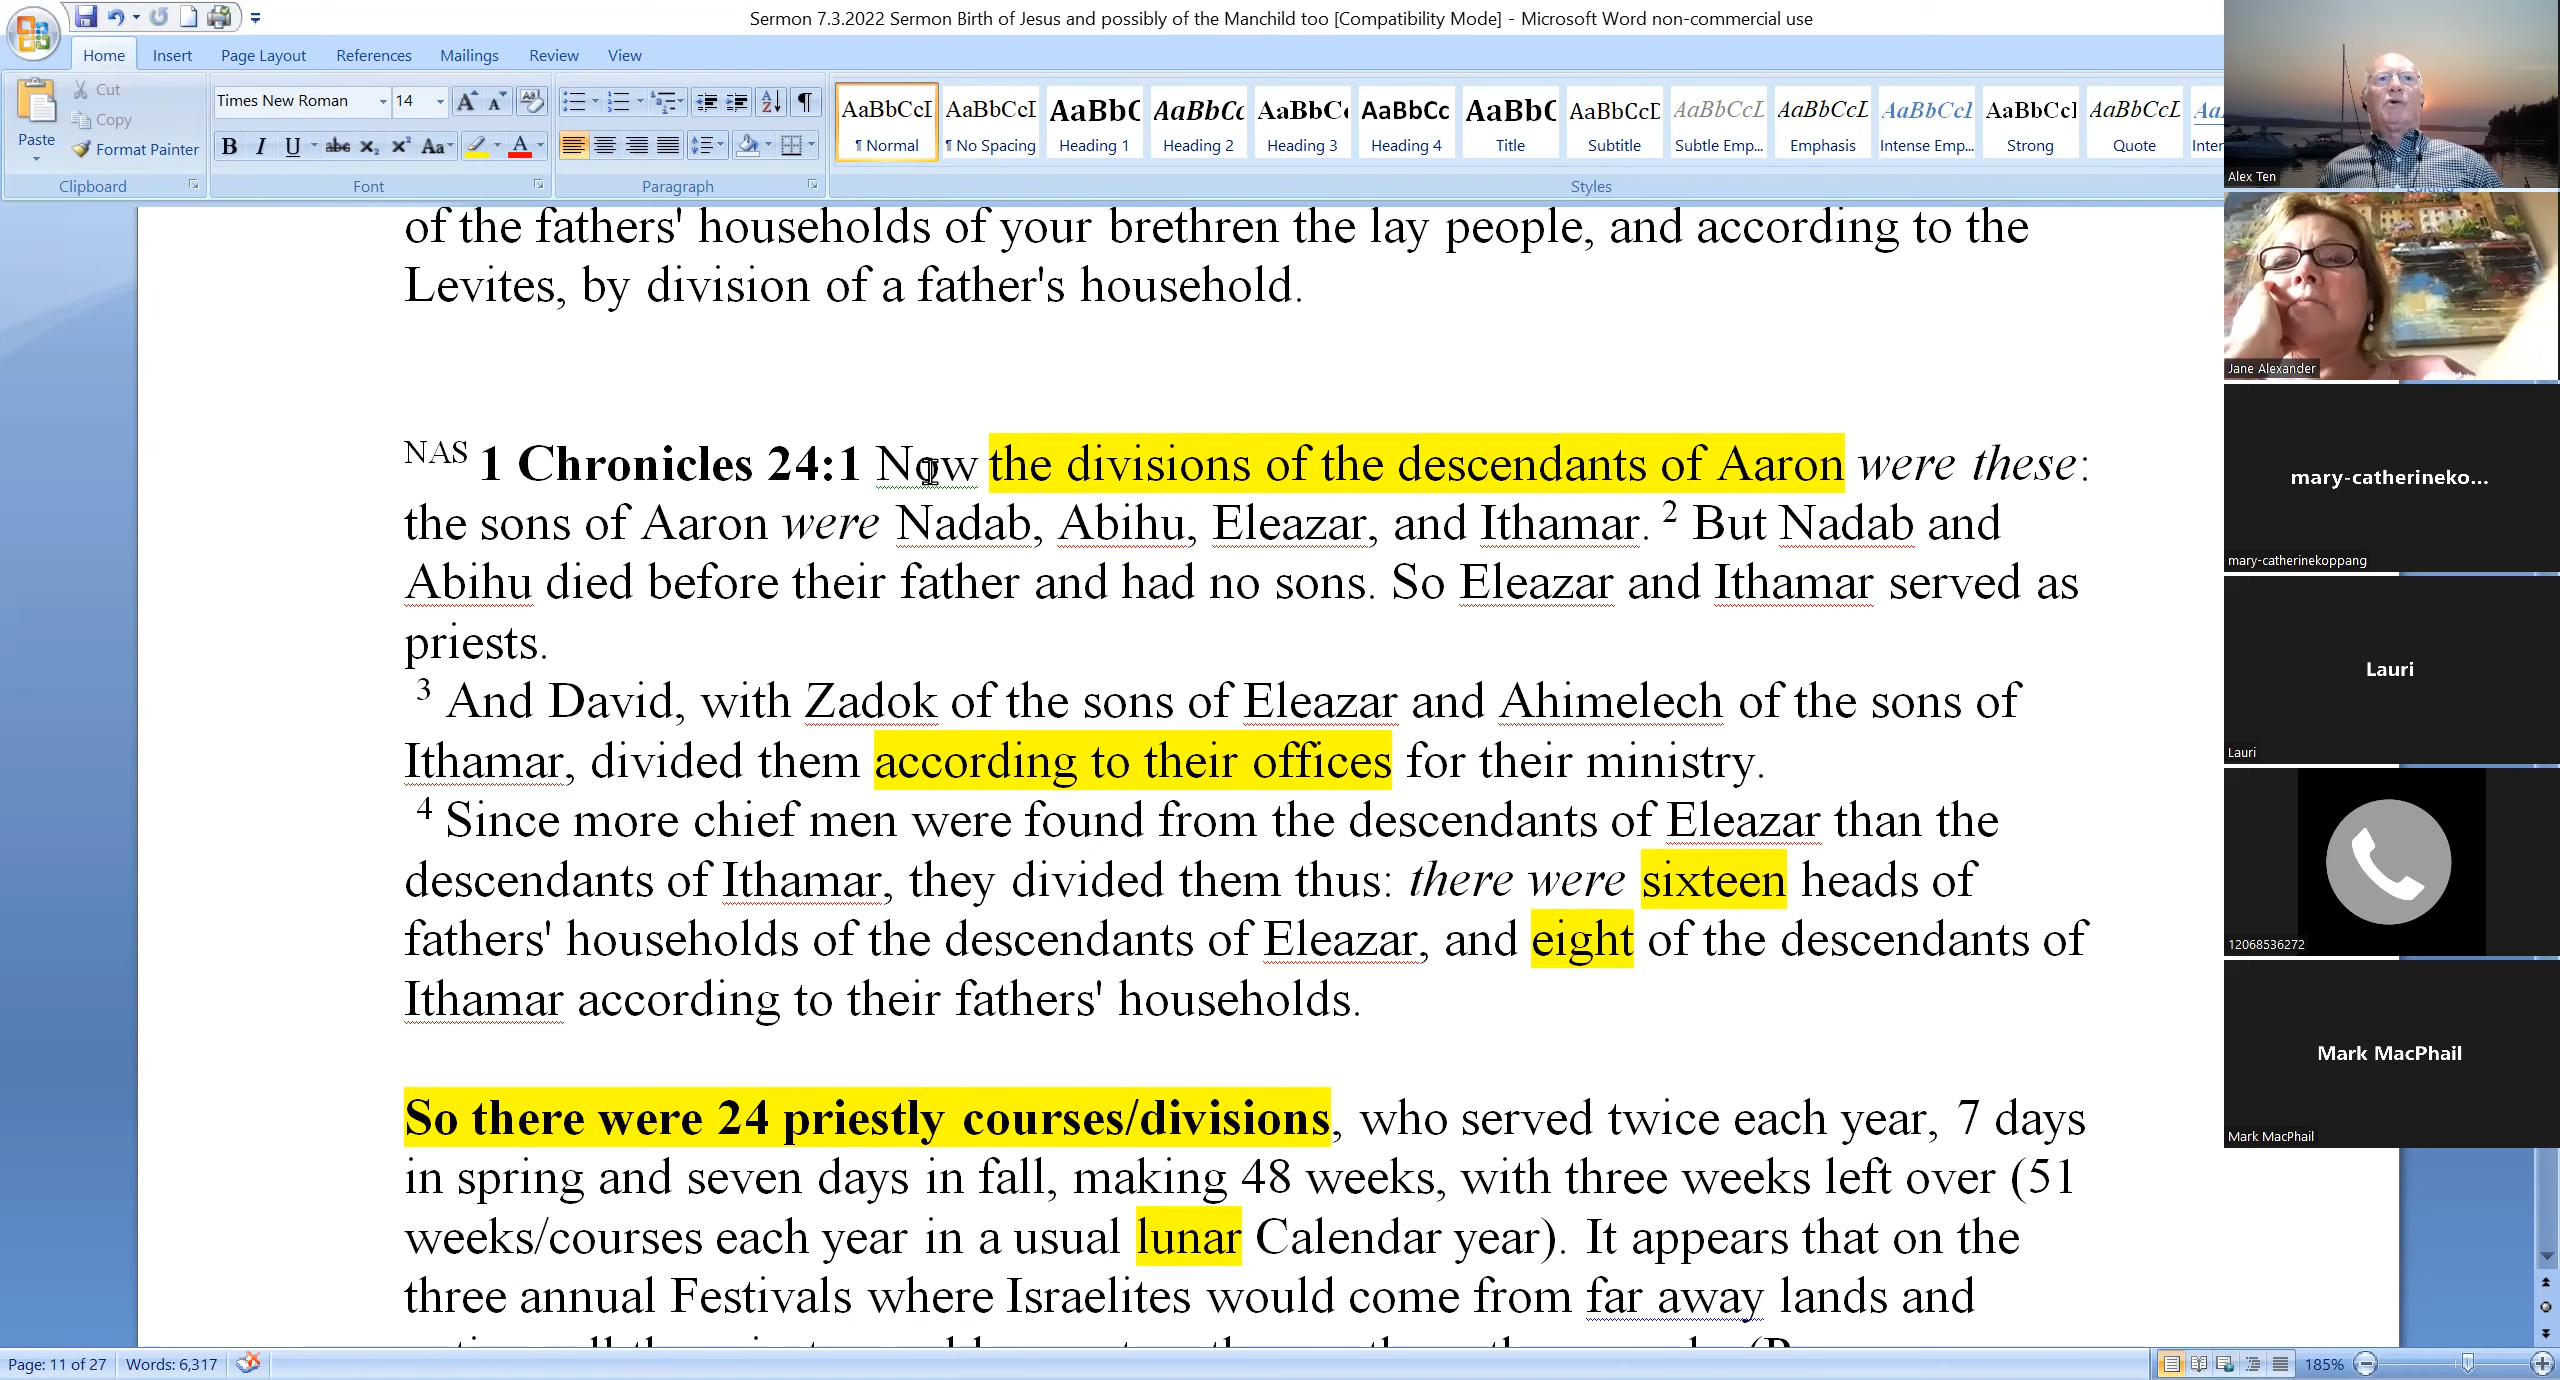 Sermon 7.3.2022 Sermon Birth of Jesus and possibly of the Manchild too [Compatibility Mode] - Microsoft Word non-commercial use
Home Insert Page Layout References Mailings Review View
Paste
Cut
Copy
Format Painter
Clipboard
Times New Roman 14
B I U abc X₂ X² Aa A
Font
Paragraph
AaBbCcI AaBbCcI AaBbC AaBbCc AaBbCc AaBbCc AaBbC AaBbCcD AaBbCcL AaBbCcL AaBbCcI AaBbCcI AaBbCcL Aa
¶ Normal ¶ No Spacing Heading 1 Heading 2 Heading 3 Heading 4 Title Subtitle Subtle Emp... Emphasis Intense Emp... Strong Quote Inter
Styles
of the fathers' households of your brethren the lay people, and according to the
Levites, by division of a father's household.
NAS 1 Chronicles 24:1 Now the divisions of the descendants of Aaron were these:
the sons of Aaron were Nadab, Abihu, Eleazar, and Ithamar. 2 But Nadab and
Abihu died before their father and had no sons. So Eleazar and Ithamar served as
priests.
3 And David, with Zadok of the sons of Eleazar and Ahimelech of the sons of
Ithamar, divided them according to their offices for their ministry.
4 Since more chief men were found from the descendants of Eleazar than the
descendants of Ithamar, they divided them thus: there were sixteen heads of
fathers' households of the descendants of Eleazar, and eight of the descendants of
Ithamar according to their fathers' households.
So there were 24 priestly courses/divisions, who served twice each year, 7 days
in spring and seven days in fall, making 48 weeks, with three weeks left over (51
weeks/courses each year in a usual lunar Calendar year). It appears that on the
three annual Festivals where Israelites would come from far away lands and
Page: 11 of 27 Words: 6,317
185%
Alex Ten
Jane Alexander
mary-catherineko...
mary-catherinekoppang
Lauri
Lauri
12068536272
Mark MacPhail
Mark MacPhail